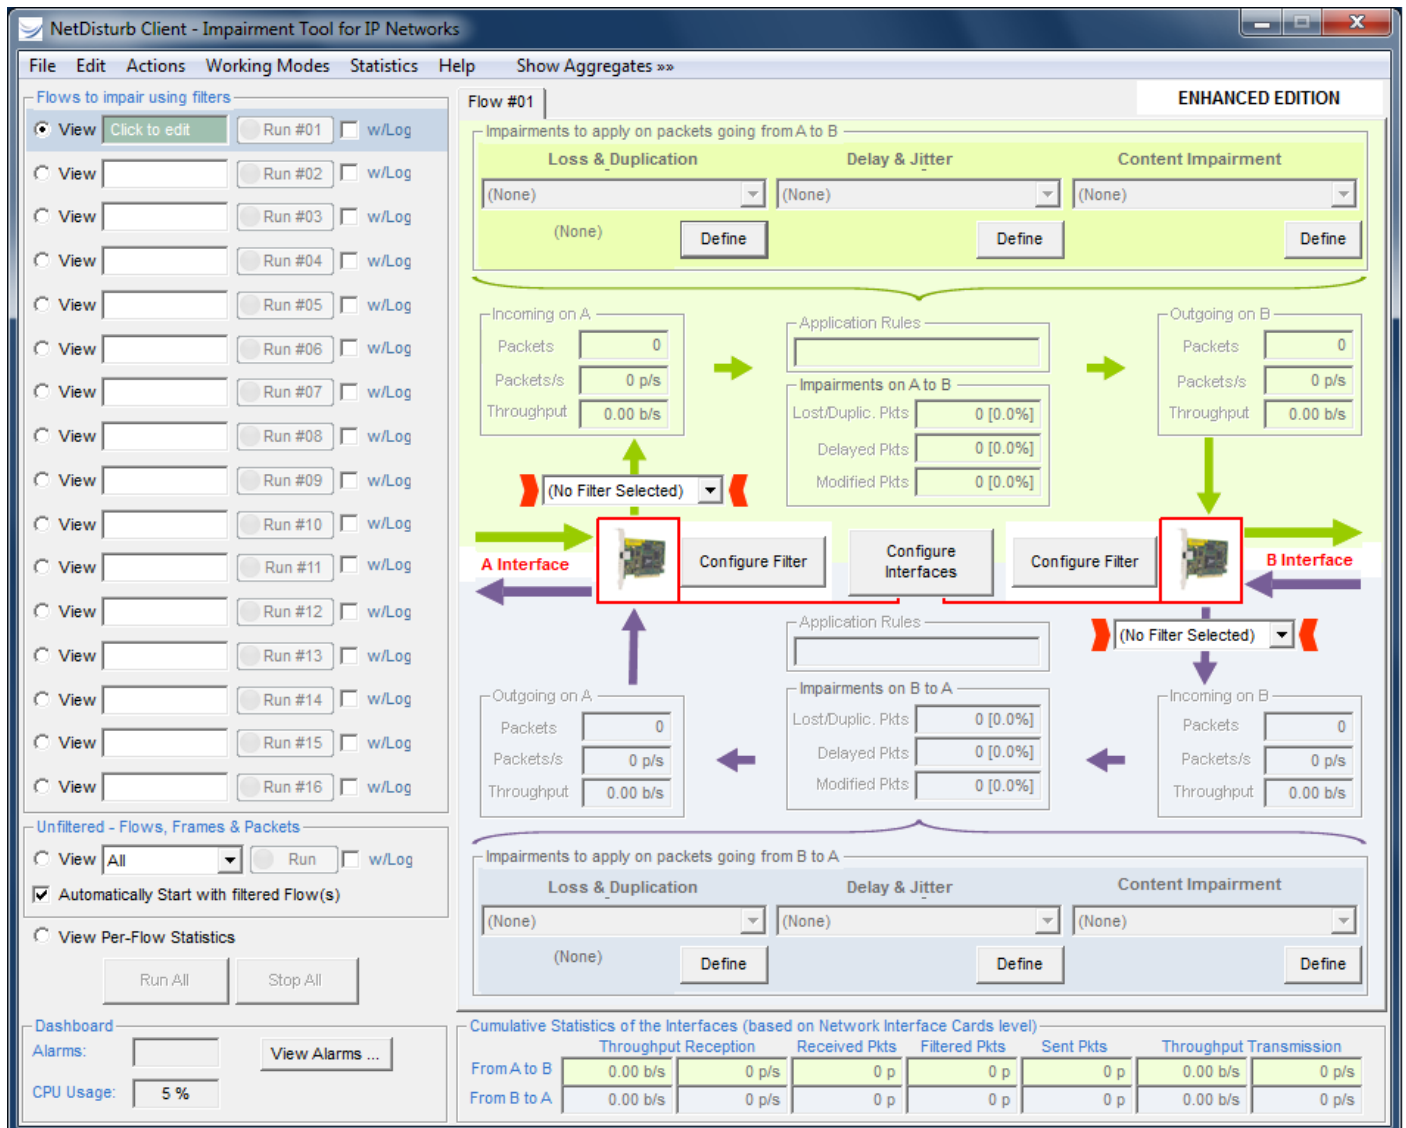 NetDisturb Client - Impairment Tool for IP Networks
File Edit Actions Working Modes Statistics Help Show Aggregates »»
Flows to impair using filters
View Click to edit Run #01 w/Log
View Run #02 w/Log
View Run #03 w/Log
View Run #04 w/Log
View Run #05 w/Log
View Run #06 w/Log
View Run #07 w/Log
View Run #08 w/Log
View Run #09 w/Log
View Run #10 w/Log
View Run #11 w/Log
View Run #12 w/Log
View Run #13 w/Log
View Run #14 w/Log
View Run #15 w/Log
View Run #16 w/Log
Unfiltered - Flows, Frames & Packets
View All Run w/Log
Automatically Start with filtered Flow(s)
View Per-Flow Statistics
Run All Stop All
Dashboard
Alarms: View Alarms ...
CPU Usage: 5 %
Flow #01 ENHANCED EDITION
Impairments to apply on packets going from A to B
Loss & Duplication Delay & Jitter Content Impairment
(None) (None) (None)
(None) Define Define Define
Incoming on A
Packets 0
Packets/s 0 p/s
Throughput 0.00 b/s
Application Rules
Impairments on A to B
Lost/Duplic. Pkts 0 [0.0%]
Delayed Pkts 0 [0.0%]
Modified Pkts 0 [0.0%]
Outgoing on B
Packets 0
Packets/s 0 p/s
Throughput 0.00 b/s
(No Filter Selected)
A Interface Configure Filter Configure Interfaces Configure Filter B Interface
(No Filter Selected)
Outgoing on A
Packets 0
Packets/s 0 p/s
Throughput 0.00 b/s
Application Rules
Impairments on B to A
Lost/Duplic. Pkts 0 [0.0%]
Delayed Pkts 0 [0.0%]
Modified Pkts 0 [0.0%]
Incoming on B
Packets 0
Packets/s 0 p/s
Throughput 0.00 b/s
Impairments to apply on packets going from B to A
Loss & Duplication Delay & Jitter Content Impairment
(None) (None) (None)
(None) Define Define Define
Cumulative Statistics of the Interfaces (based on Network Interface Cards level)
Throughput Reception Received Pkts Filtered Pkts Sent Pkts Throughput Transmission
From A to B 0.00 b/s 0 p/s 0 p 0 p 0 p 0.00 b/s 0 p/s
From B to A 0.00 b/s 0 p/s 0 p 0 p 0 p 0.00 b/s 0 p/s